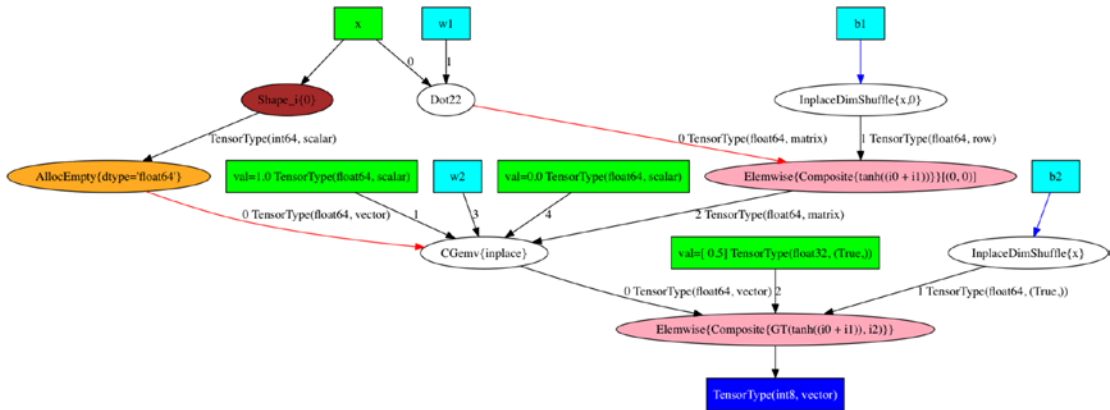 x
w1
b1
0
1
Shape_i{0}
Dot22
InplaceDimShuffle{x,0}
TensorType(int64, scalar)
0 TensorType(float64, matrix)
1 TensorType(float64, row)
AllocEmpty{dtype='float64'}
val=1.0 TensorType(float64, scalar)
w2
val=0.0 TensorType(float64, scalar)
Elemwise{Composite{tanh((i0 + i1))}}[(0, 0)]
b2
0 TensorType(float64, vector)
1
3
4
2 TensorType(float64, matrix)
CGemv{inplace}
val=[ 0.5] TensorType(float32, (True,))
InplaceDimShuffle{x}
0 TensorType(float64, vector)
2
1 TensorType(float64, (True,))
Elemwise{Composite{GT(tanh((i0 + i1)), i2)}}
TensorType(int8, vector)